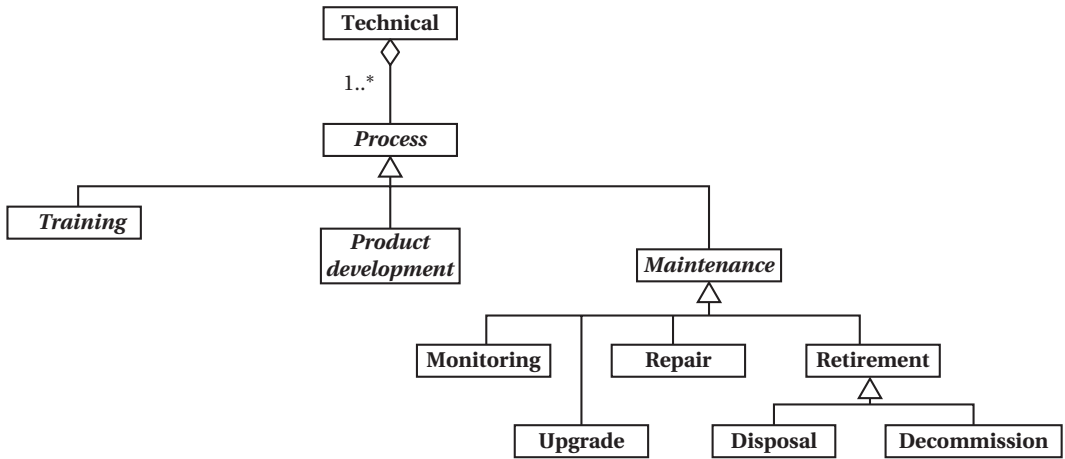 Technical
1..*
Process
Training
Product
development
Maintenance
Monitoring
Repair
Retirement
Upgrade
Disposal
Decommission